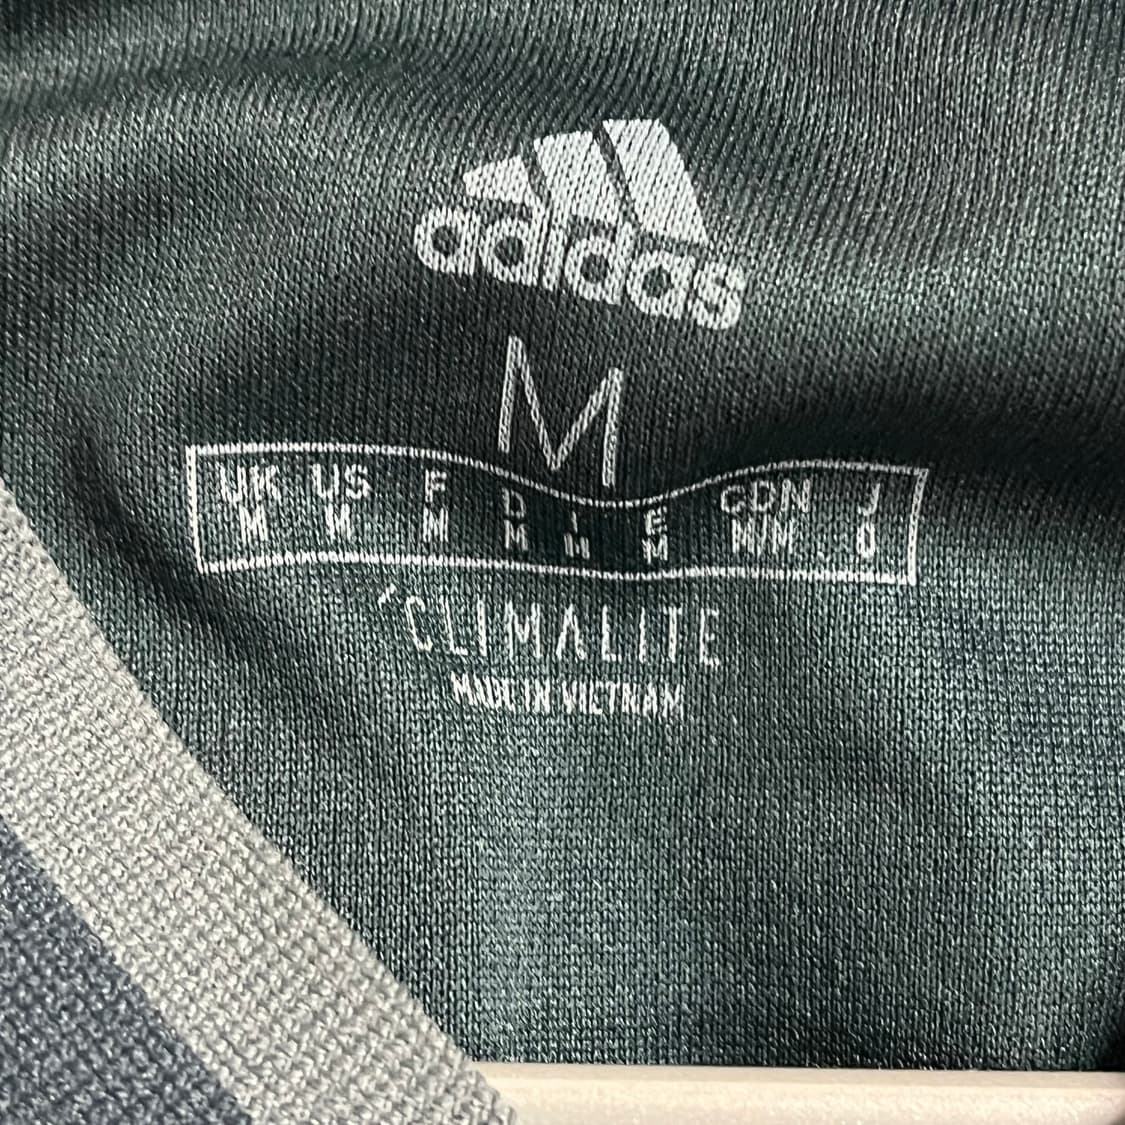 adidas
M
UK US F D I E CDN J
M M M M M M M/M O
CLIMALITE
MADE IN VIETNAM